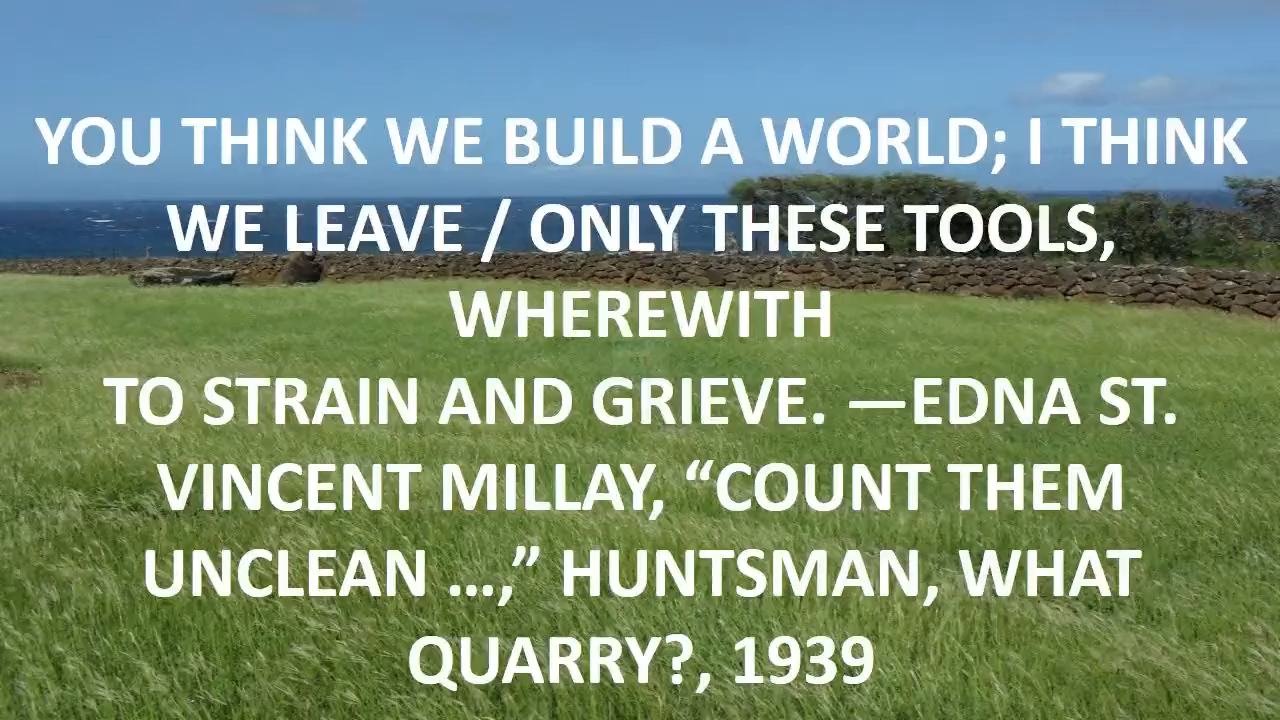 YOU THINK WE BUILD A WORLD; I THINK
WE LEAVE / ONLY THESE TOOLS,
WHEREWITH
TO STRAIN AND GRIEVE. —EDNA ST.
VINCENT MILLAY, “COUNT THEM
UNCLEAN ...,” HUNTSMAN, WHAT
QUARRY?, 1939